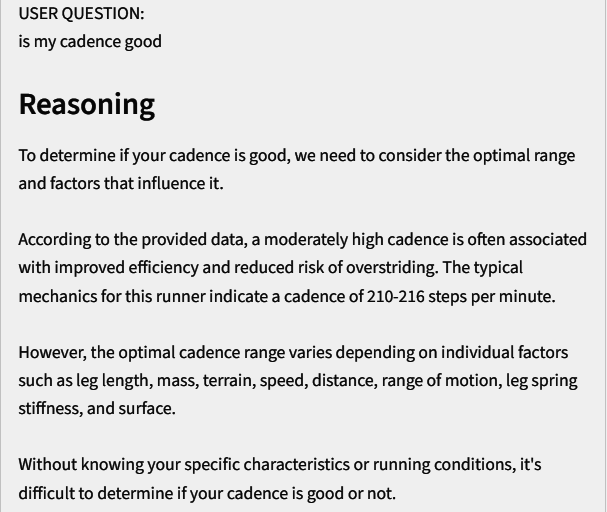 USER QUESTION:
is my cadence good
Reasoning
To determine if your cadence is good, we need to consider the optimal range
and factors that influence it.
According to the provided data, a moderately high cadence is often associated
with improved efficiency and reduced risk of overstriding. The typical
mechanics for this runner indicate a cadence of 210-216 steps per minute.
However, the optimal cadence range varies depending on individual factors
such as leg length, mass, terrain, speed, distance, range of motion, leg spring
stiffness, and surface.
Without knowing your specific characteristics or running conditions, it's
difficult to determine if your cadence is good or not.